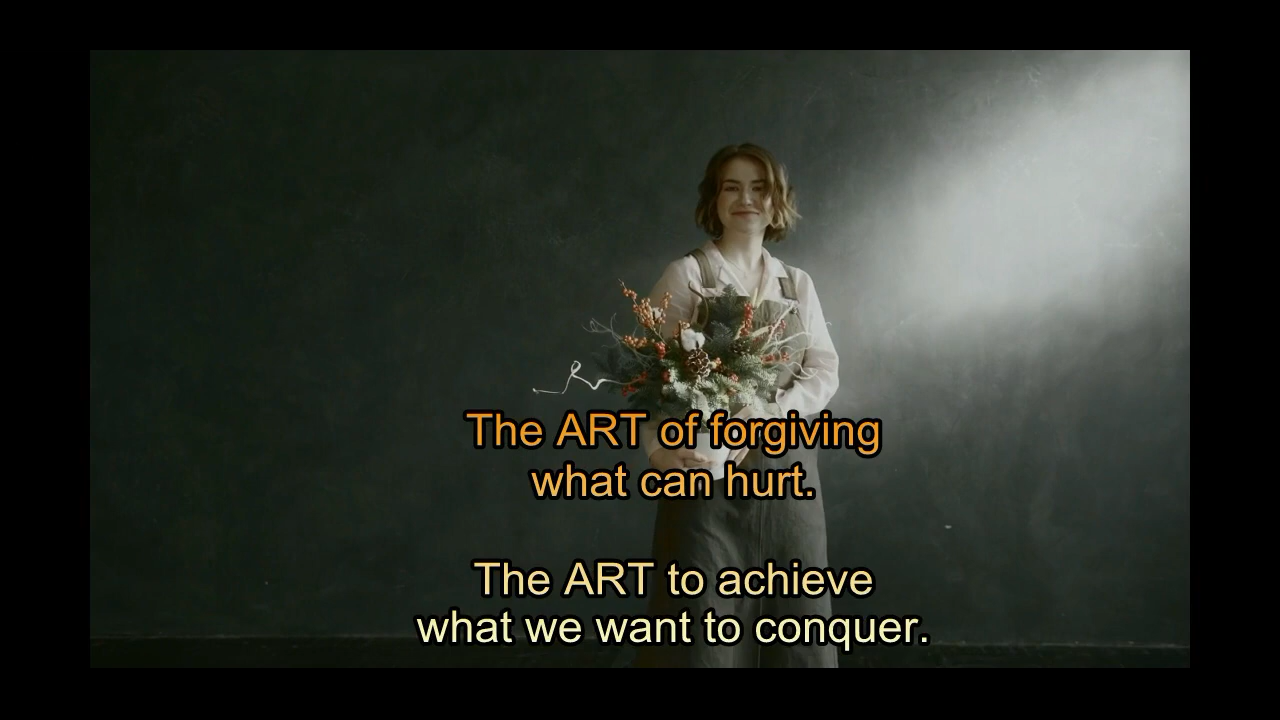 The ART of forgiving
what can hurt.
The ART to achieve
what we want to conquer.